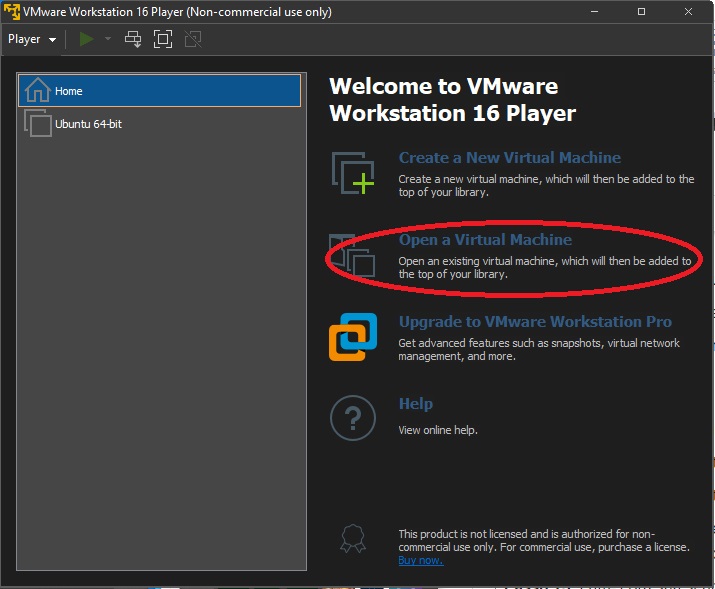 VMware Workstation 16 Player (Non-commercial use only)
Player
Home
Ubuntu 64-bit
Welcome to VMware
Workstation 16 Player
Create a New Virtual Machine
Create a new virtual machine, which will then be added to the
top of your library.
Open a Virtual Machine
Open an existing virtual machine, which will then be added to
the top of your library.
Upgrade to VMware Workstation Pro
Get advanced features such as snapshots, virtual network
management, and more.
Help
View online help.
This product is not licensed and is authorized for non-
commercial use only. For commercial use, purchase a license.
Buy now.